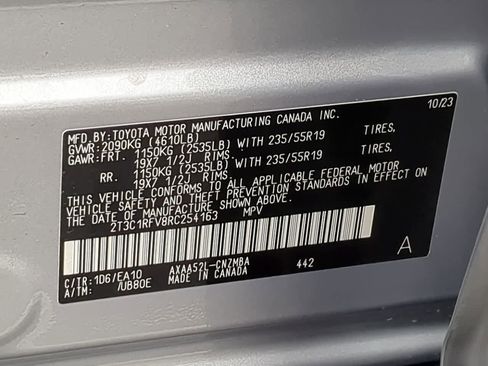 MFD.BY:TOYOTA MOTOR MANUFACTURING CANADA INC. 10/23
GVWR:2090KG (4610LB)
GAWR:FRT. 1150KG (2535LB) WITH 235/55R19 TIRES,
19X7 1/2J RIMS.
RR. 1150KG (2535LB) WITH 235/55R19 TIRES,
19X7 1/2J RIMS.
THIS VEHICLE CONFORMS TO ALL APPLICABLE FEDERAL MOTOR
VEHICLE SAFETY AND THEFT PREVENTION STANDARDS IN EFFECT ON
THE DATE OF MANUFACTURE SHOWN ABOVE.
2T3C1RFV8RC254163 MPV
A
C/TR:1D6/EA10 AXAA52L-CNZMBA 442
A/TM: /UB80E MADE IN CANADA